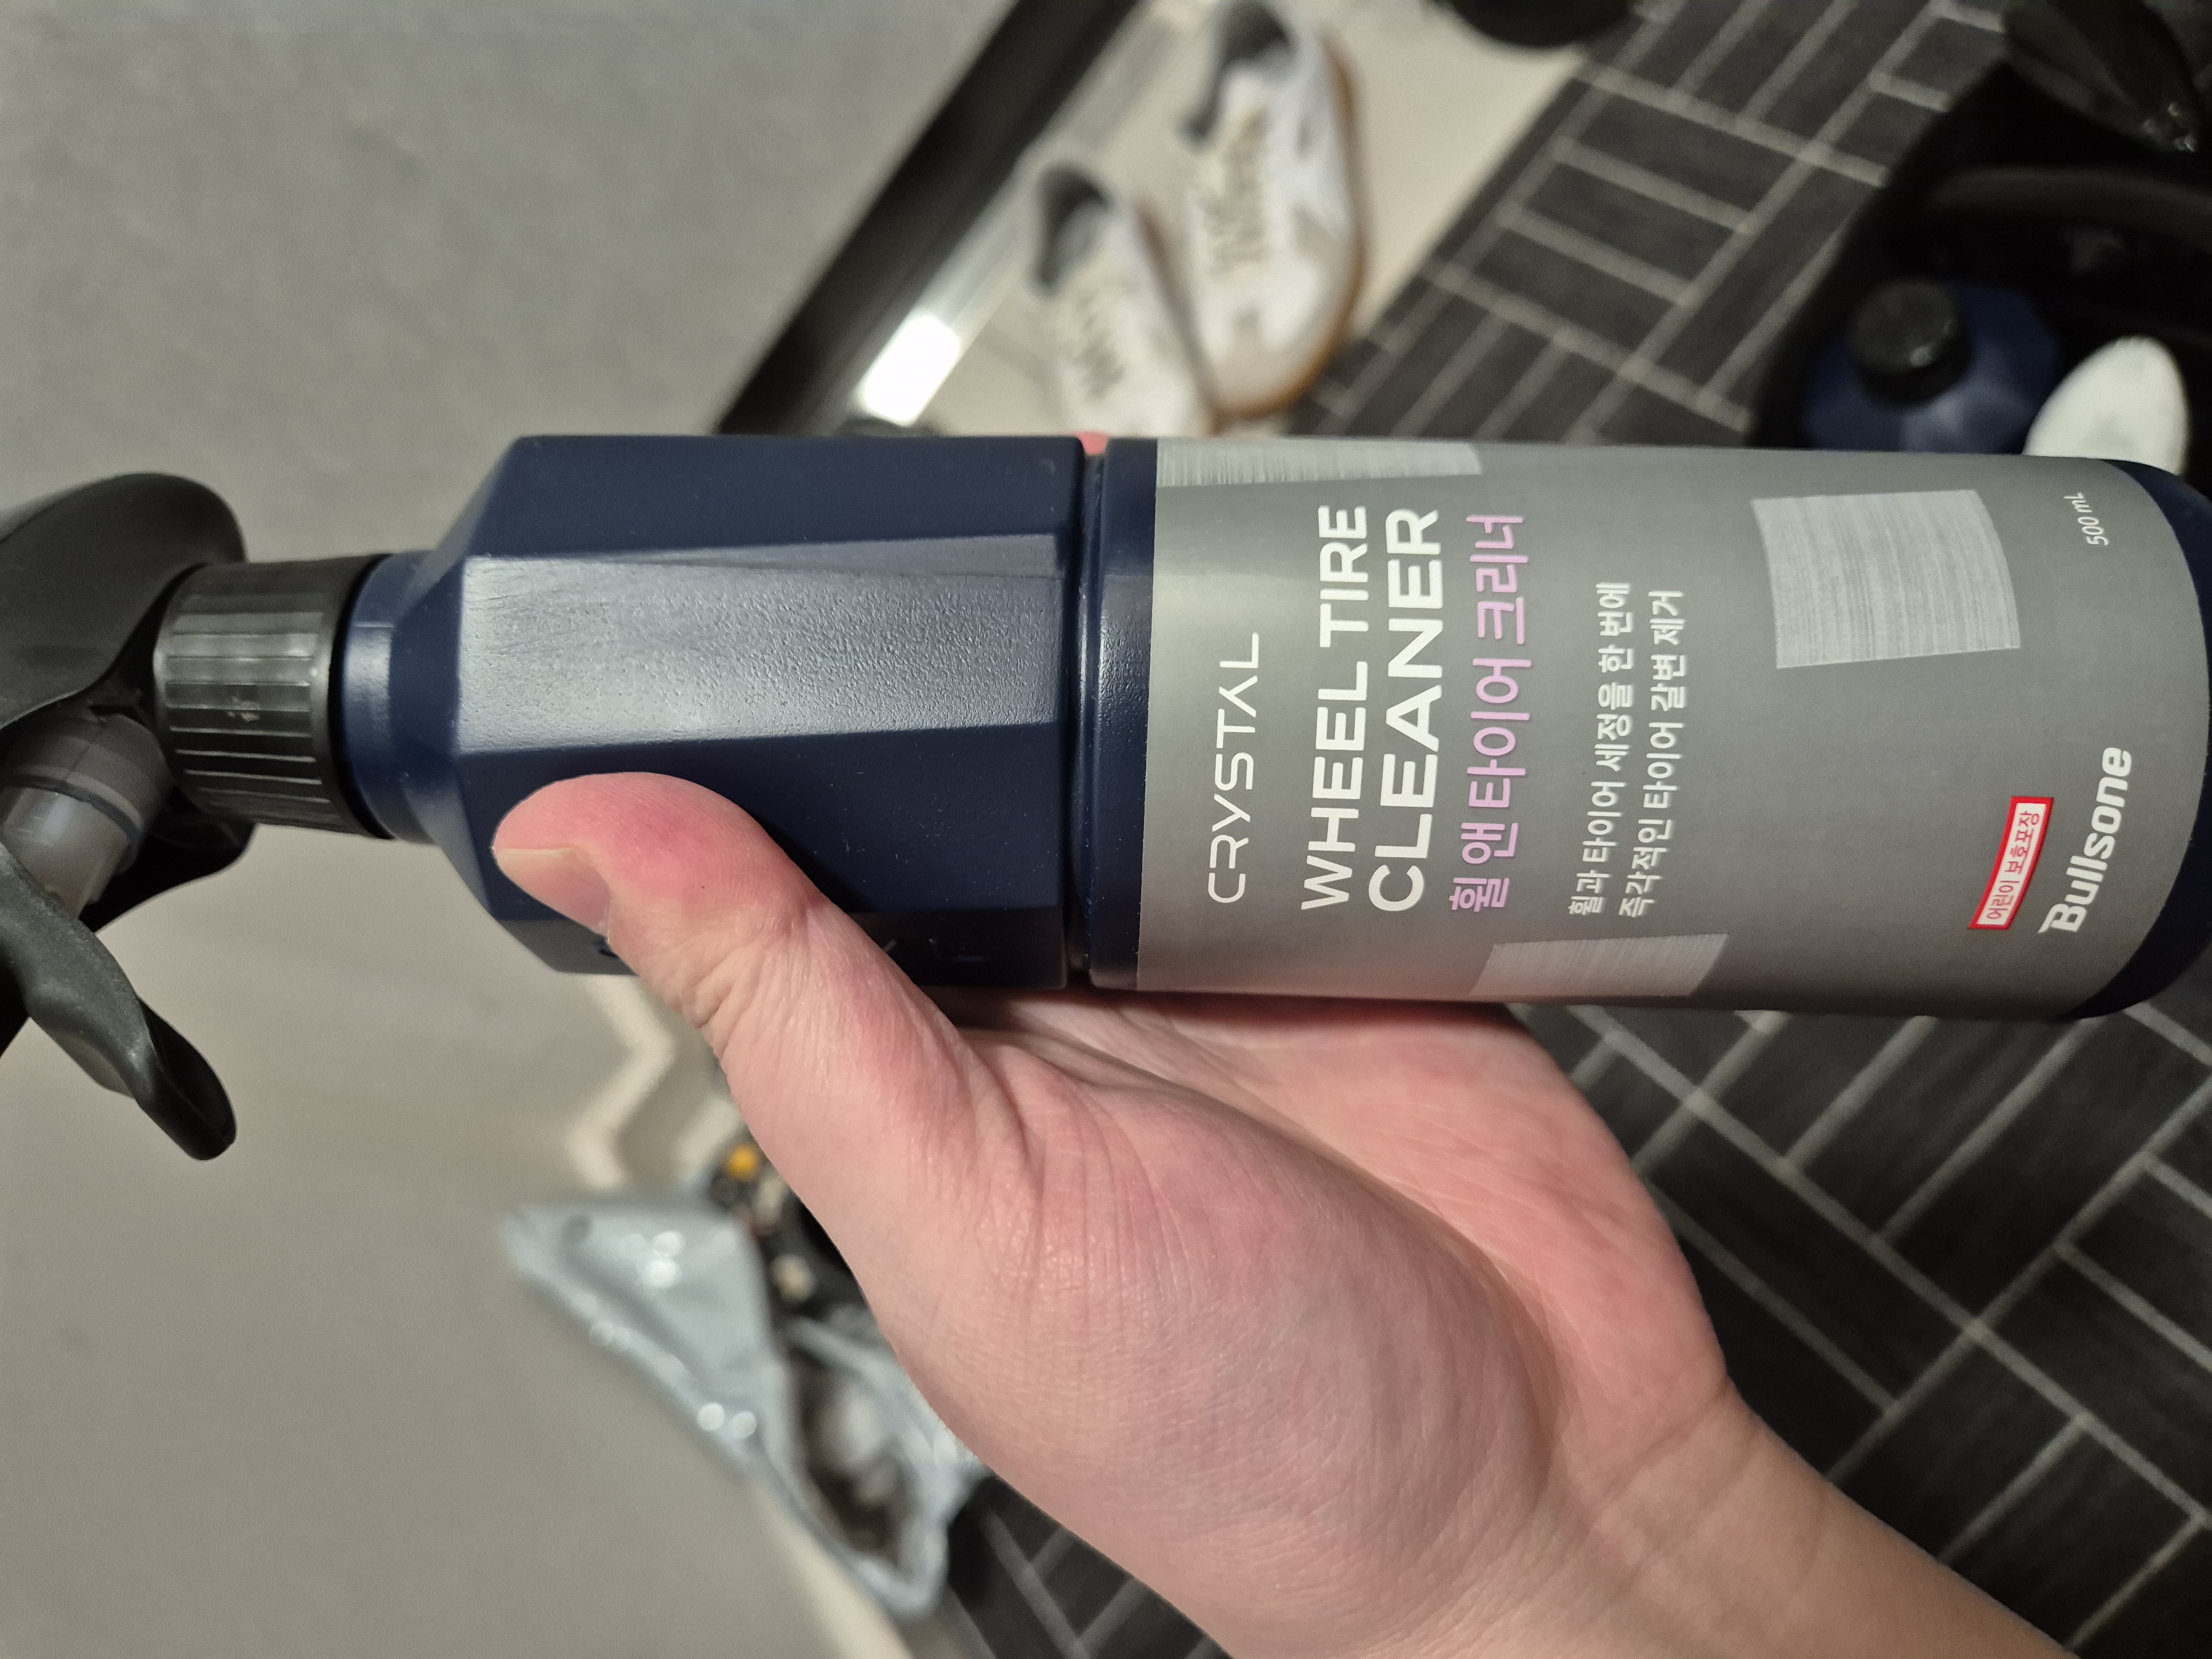 CRYSTAL
WHEEL TIRE
CLEANER
휠 앤 타이어 크리너
휠과 타이어 세정을 한 번에
즉각적인 타이어 갈변 제거
어린이 보호포장
Bullsone
500 mL